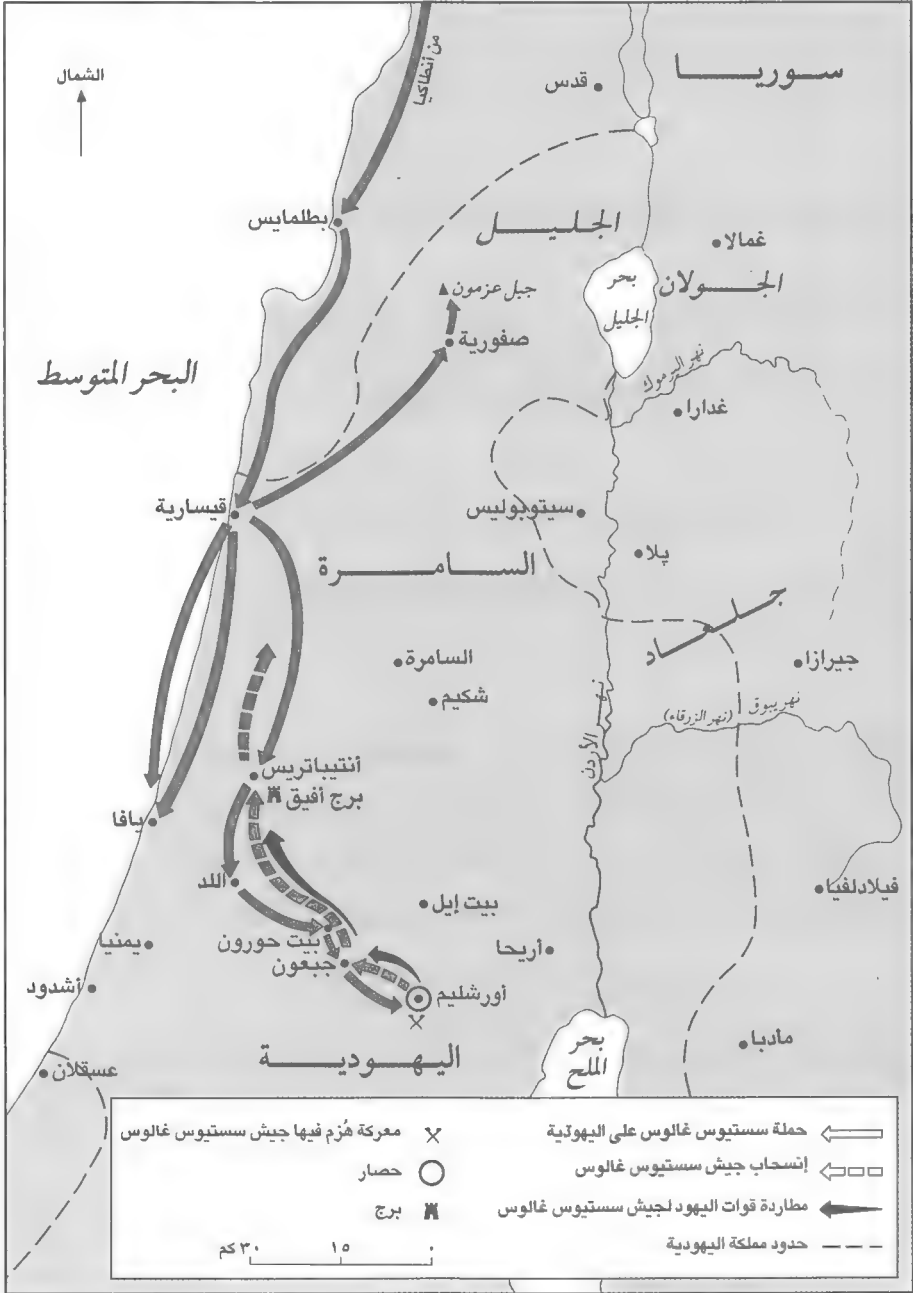 الشمال
من أنطاكيا
سوريا
قدس
بطلمايس
الجليل
غمالا
الجولان
بحر
الجليل
جبل عزمون
صفورية
نهر اليرموك
البحر المتوسط
غدارا
قيسارية
سيتوبوليس
پلا
السامرة
جلعاد
السامرة
شكيم
جيرازا
نهر يبوق
(نهر الزرقاء)
نهر الأردن
أنتيباتريس
برج أفيق
يافا
اللد
بيت إيل
فيلادلفيا
بيت حورون
جبعون
يمنيا
أريحا
أشدود
أورشليم
مأدبا
بحر
الملح
اليهودية
عسقلان
حملة سستيوس غالوس على اليهوذية
إنسحاب جيش سستيوس غالوس
مطاردة قوات اليهود لجيش سستيوس غالوس
حدود مملكة اليهودية
معركة هُزم فيها جيش سستيوس غالوس
حصار
برج
٣٠ كم ١٥ ٠